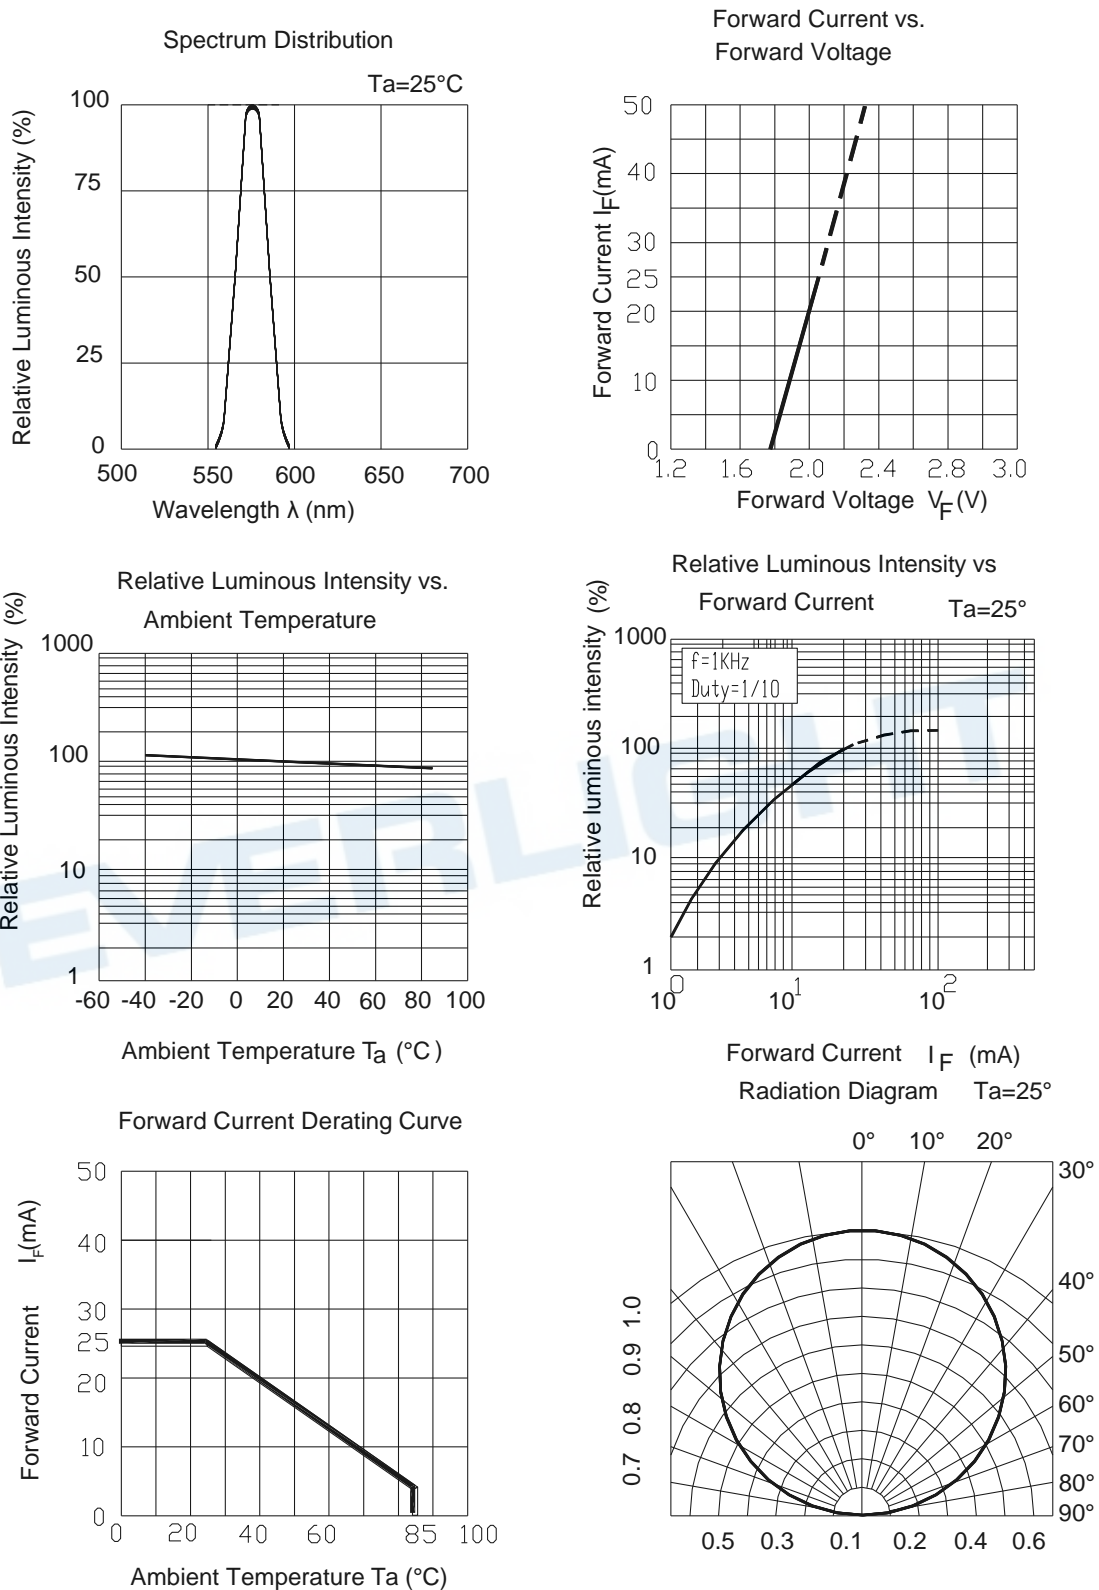 Spectrum Distribution
Ta=25°C
Relative Luminous Intensity (%)
100
75
50
25
0
500 550 600 650 700
Wavelength λ (nm)
Forward Current vs.
Forward Voltage
Forward Current IF(mA)
50
40
30
25
20
10
0
1.2 1.6 2.0 2.4 2.8 3.0
Forward Voltage VF(V)
Relative Luminous Intensity vs.
Ambient Temperature
Relative Luminous Intensity (%)
1000
100
10
1
-60 -40 -20 0 20 40 60 80 100
Ambient Temperature Ta (°C)
Relative Luminous Intensity vs
Forward Current
Ta=25°
Relative luminous intensity (%)
f=1KHz
Duty=1/10
1000
100
10
1
10⁰ 10¹ 10²
Forward Current IF (mA)
EVERLIGHT
Forward Current Derating Curve
Forward Current IF(mA)
50
40
30
25
20
10
0
0 20 40 60 85 100
Ambient Temperature Ta (°C)
Radiation Diagram Ta=25°
0° 10° 20°
30°
40°
50°
60°
70°
80°
90°
1.0
0.9
0.8
0.7
0.5 0.3 0.1 0.2 0.4 0.6